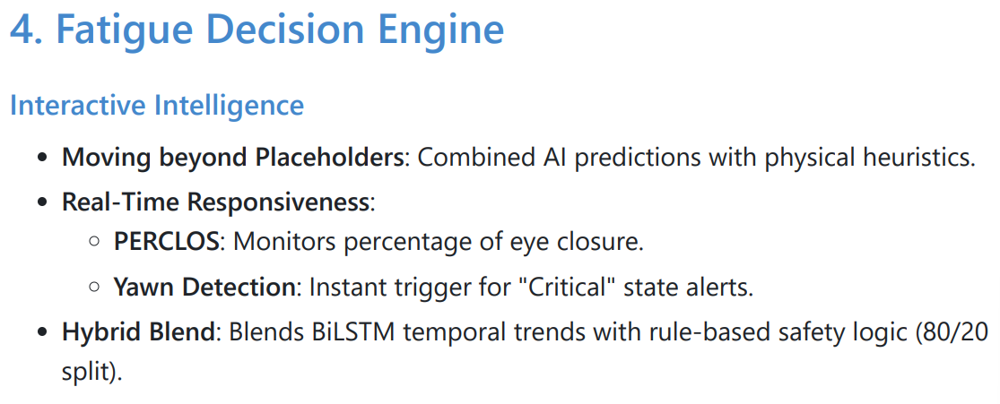 4. Fatigue Decision Engine
Interactive Intelligence
• Moving beyond Placeholders: Combined AI predictions with physical heuristics.
• Real-Time Responsiveness:
○ PERCLOS: Monitors percentage of eye closure.
○ Yawn Detection: Instant trigger for "Critical" state alerts.
• Hybrid Blend: Blends BiLSTM temporal trends with rule-based safety logic (80/20
split).